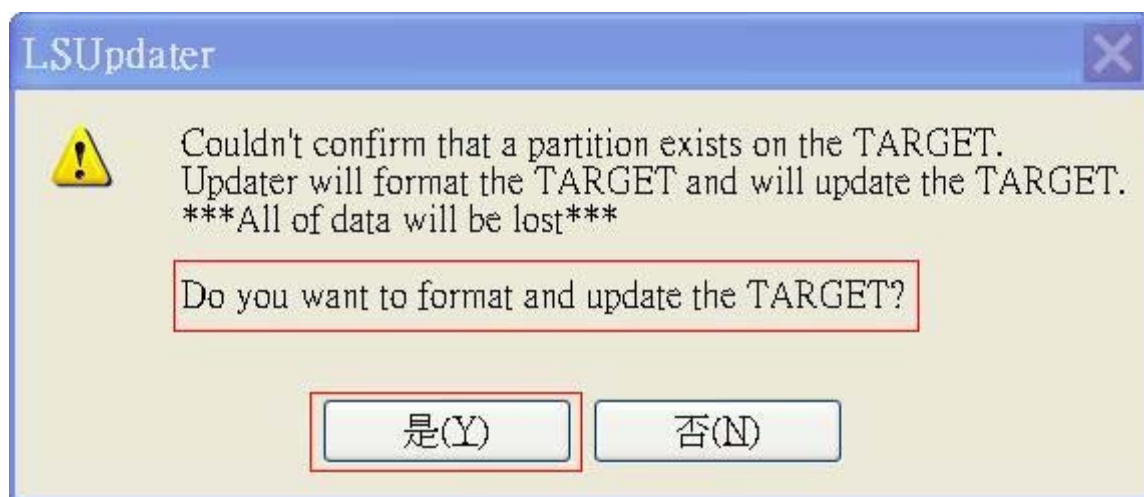 LSUpdater
Couldn't confirm that a partition exists on the TARGET.
Updater will format the TARGET and will update the TARGET.
***All of data will be lost***
Do you want to format and update the TARGET?
是(Y) 否(N)